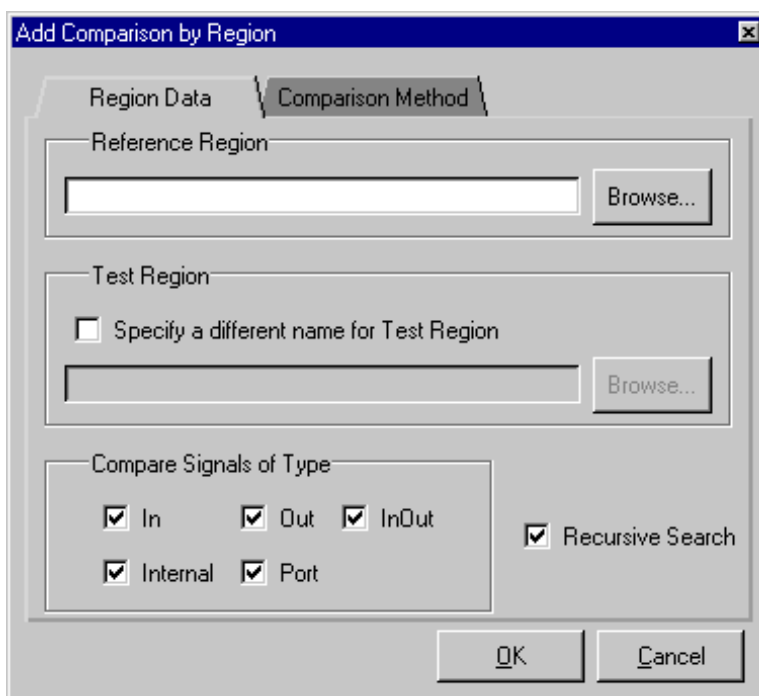 Add Comparison by Region
Region Data Comparison Method
Reference Region
Browse...
Test Region
Specify a different name for Test Region
Browse...
Compare Signals of Type
In Out InOut
Recursive Search
Internal Port
OK Cancel